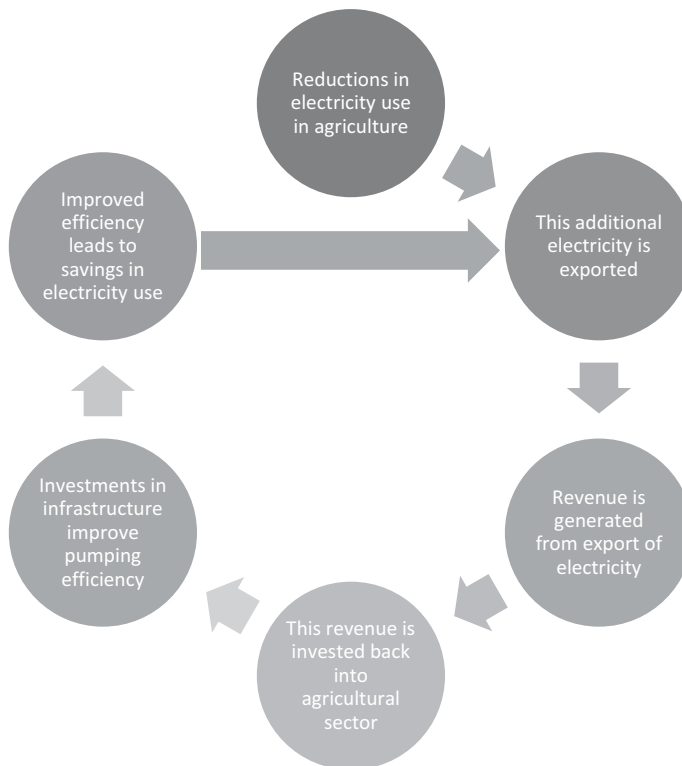 Reductions in
electricity use
in agriculture
This additional
electricity is
exported
Revenue is
generated
from export of
electricity
This revenue is
invested back
into
agricultural
sector
Investments in
infrastructure
improve
pumping
efficiency
Improved
efficiency
leads to
savings in
electricity use